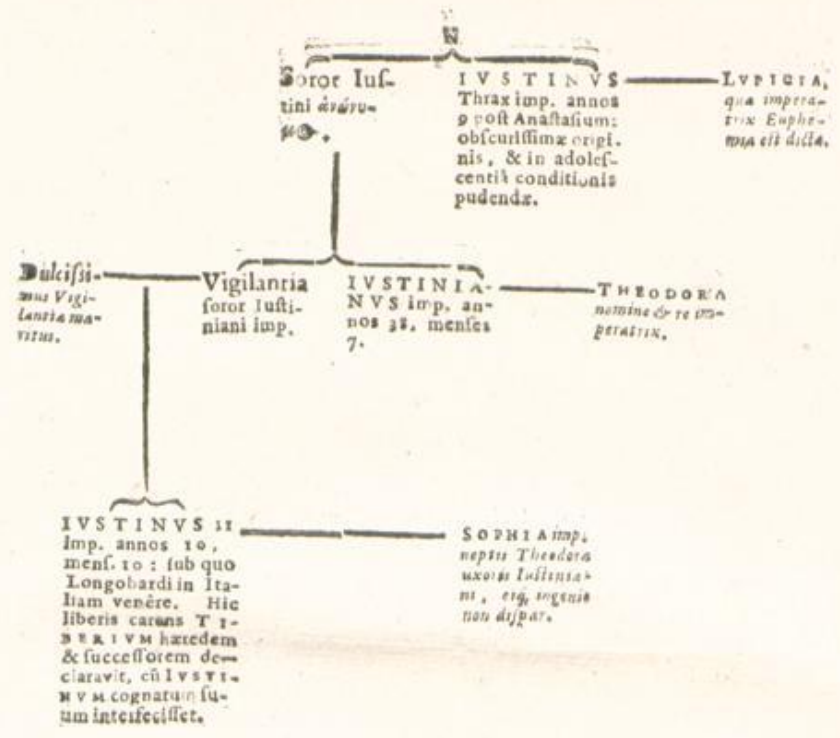 N
Soror Iuſ-
tini ἀνώνυ-
μ⊕.
IVSTINVS
Thrax imp. annos
9 poſt Anaſtaſium:
obſcuriſſimæ origi-
nis, & in adoleſ-
centiâ conditionis
pudendæ.
LVPICIA,
quæ impera-
trix Euphe-
mia eſt dicta.
Dulciſſi-
mus Vigi-
lantiæ ma-
ritus.
Vigilantia
ſoror Iuſti-
niani imp.
IVSTINIA-
NVS imp. an-
nos 38, menſes
7.
THEODORA
nomine & re im-
peratrix.
IVSTINVS II
Imp. annos 10,
menſ. 10: ſub quo
Longobardi in Ita-
liam venêre. Hic
liberis carens TI-
BERIVM hæredem
& ſucceſſorem de-
claravit, cũ IVSTI-
NVM cognatum ſu-
um interfeciſſet.
SOPHIA imp.
neptis Theodoræ
uxoris Iuſtinia-
ni, eiq́, ingenio
non diſpar.